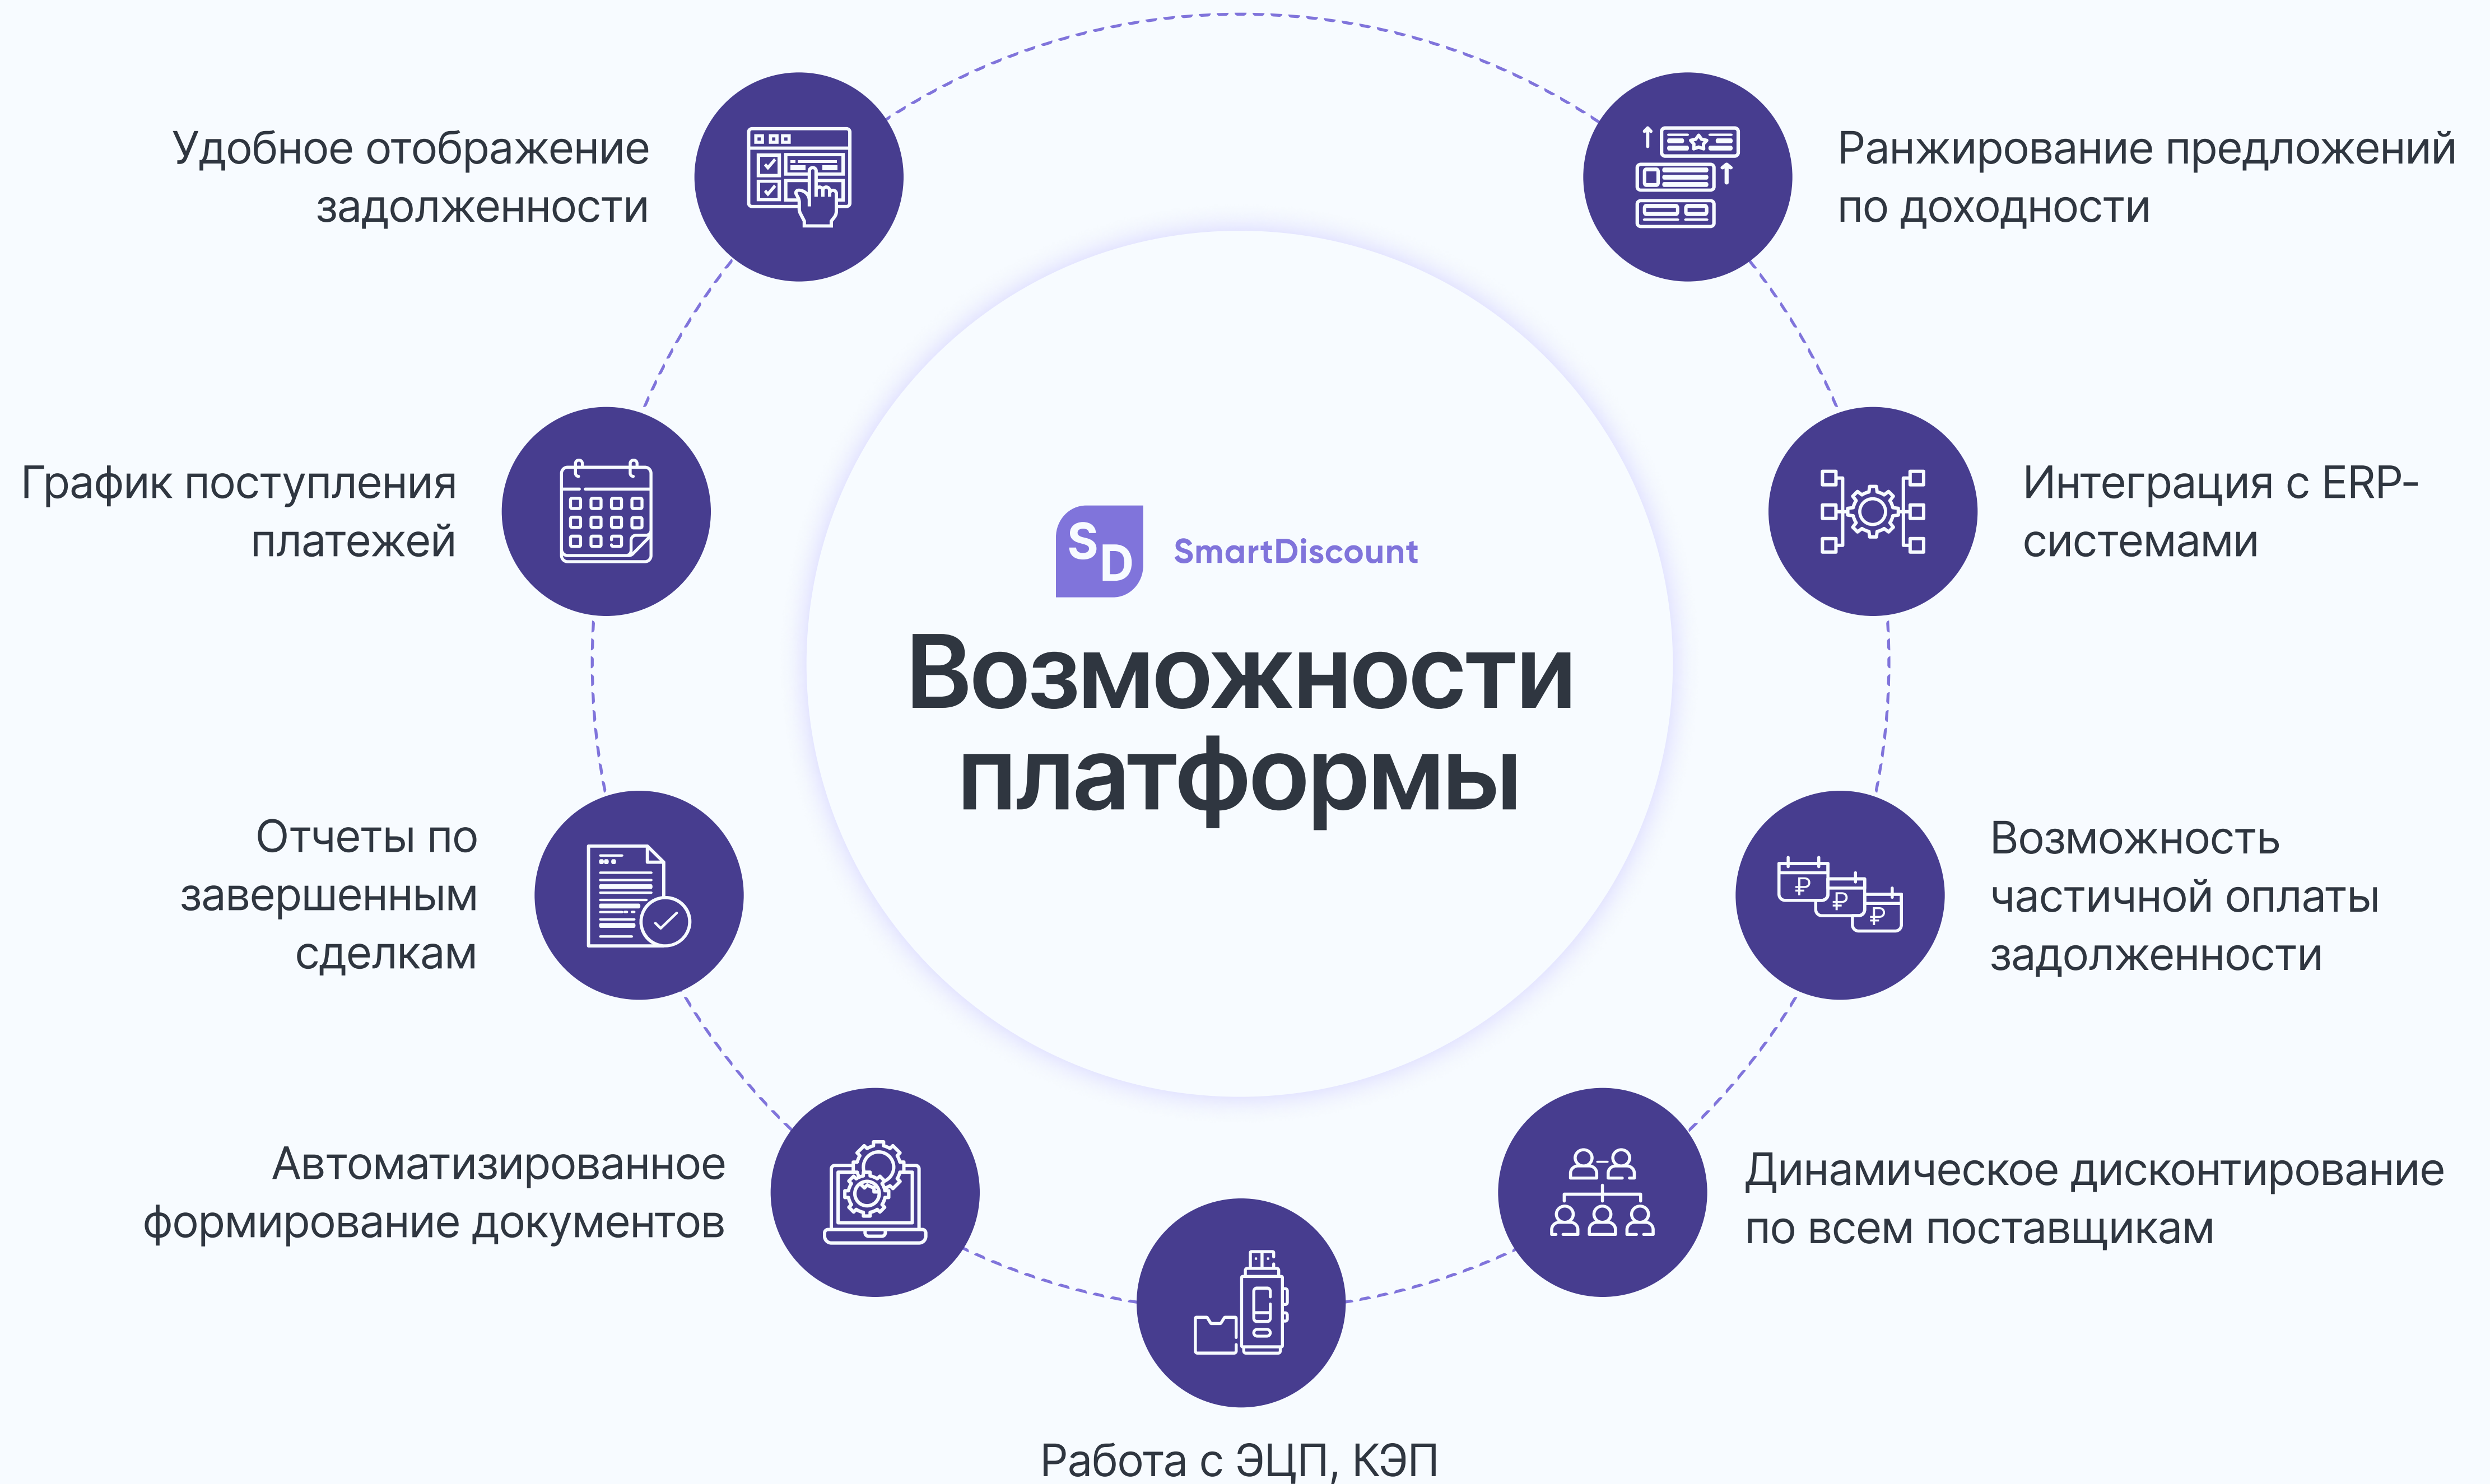 Удобное отображение
задолженности
Ранжирование предложений
по доходности
График поступления
платежей
Интеграция с ERP-
системами
SD
SmartDiscount
Возможности
платформы
Отчеты по
завершенным
сделкам
Возможность
частичной оплаты
задолженности
Автоматизированное
формирование документов
Динамическое дисконтирование
по всем поставщикам
Работа с ЭЦП, КЭП